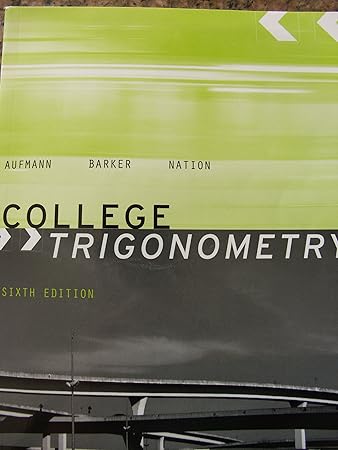 AUFMANN BARKER NATION
COLLEGE
TRIGONOMETRY
SIXTH EDITION